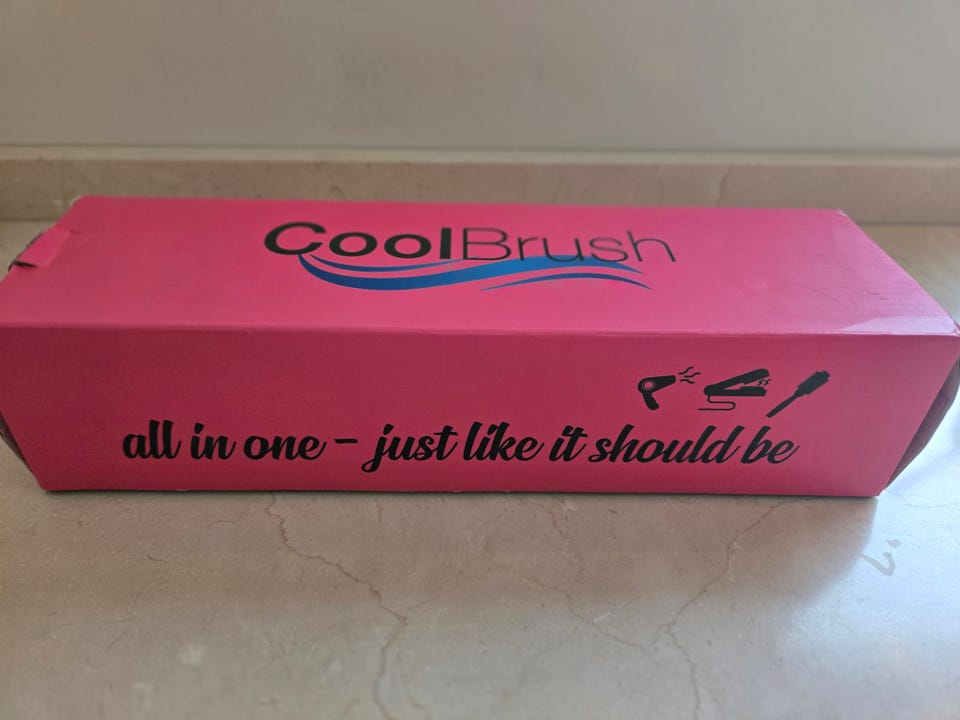 CoolBrush
all in one - just like it should be